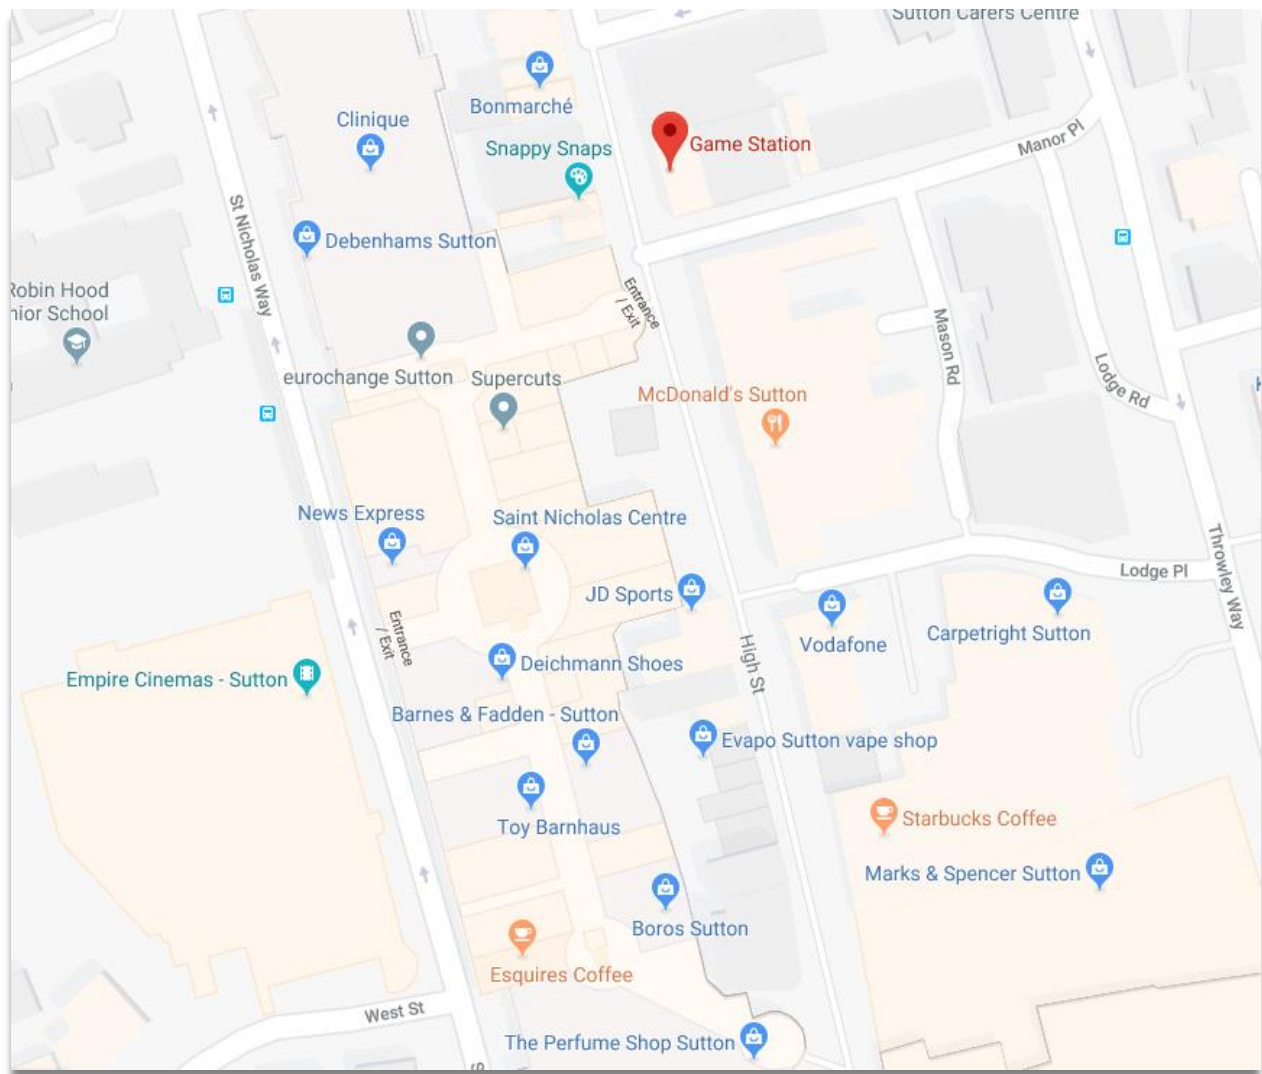 Sutton Carers Centre
Bonmarché
Clinique
Game Station
Manor Pl
Snappy Snaps
St Nicholas Way
Debenhams Sutton
Robin Hood
nior School
Entrance
/ Exit
Mason Rd
eurochange Sutton
Supercuts
Lodge Rd
McDonald's Sutton
News Express
Saint Nicholas Centre
Throwley Way
Lodge Pl
JD Sports
Vodafone
Carpetright Sutton
Entrance
/ Exit
High St
Deichmann Shoes
Empire Cinemas - Sutton
Barnes & Fadden - Sutton
Evapo Sutton vape shop
Toy Barnhaus
Starbucks Coffee
Marks & Spencer Sutton
Boros Sutton
Esquires Coffee
West St
The Perfume Shop Sutton